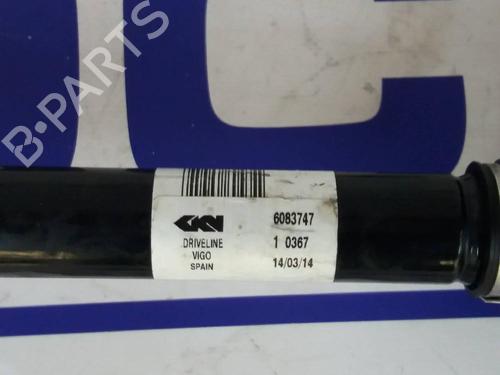 B-PARTS
GKN 6083747
DRIVELINE 1 0367
VIGO
SPAIN 14/03/14